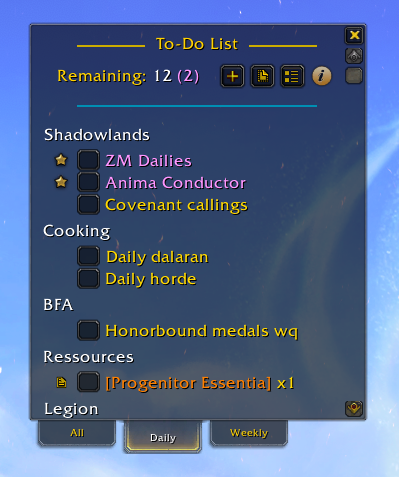 To-Do List
Remaining: 12 (2)
Shadowlands
ZM Dailies
Anima Conductor
Covenant callings
Cooking
Daily dalaran
Daily horde
BFA
Honorbound medals wq
Ressources
[Progenitor Essentia] x1
Legion
All
Daily
Weekly